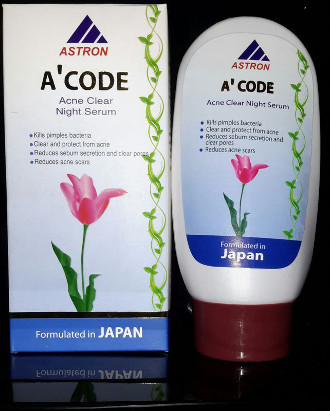 ASTRON
A'CODE
Acne Clear
Night Serum
Kills pimples bacteria
Clear and protect from acne
Reduces sebum secretion and clear pores
Reduces acne scars
Formulated in JAPAN
ASTRON
A'CODE
Acne Clear
Night Serum
Kills pimples bacteria
Clear and protect from acne
Reduces sebum secretion and
clear pores
Reduces acne scars
Formulated in
Japan